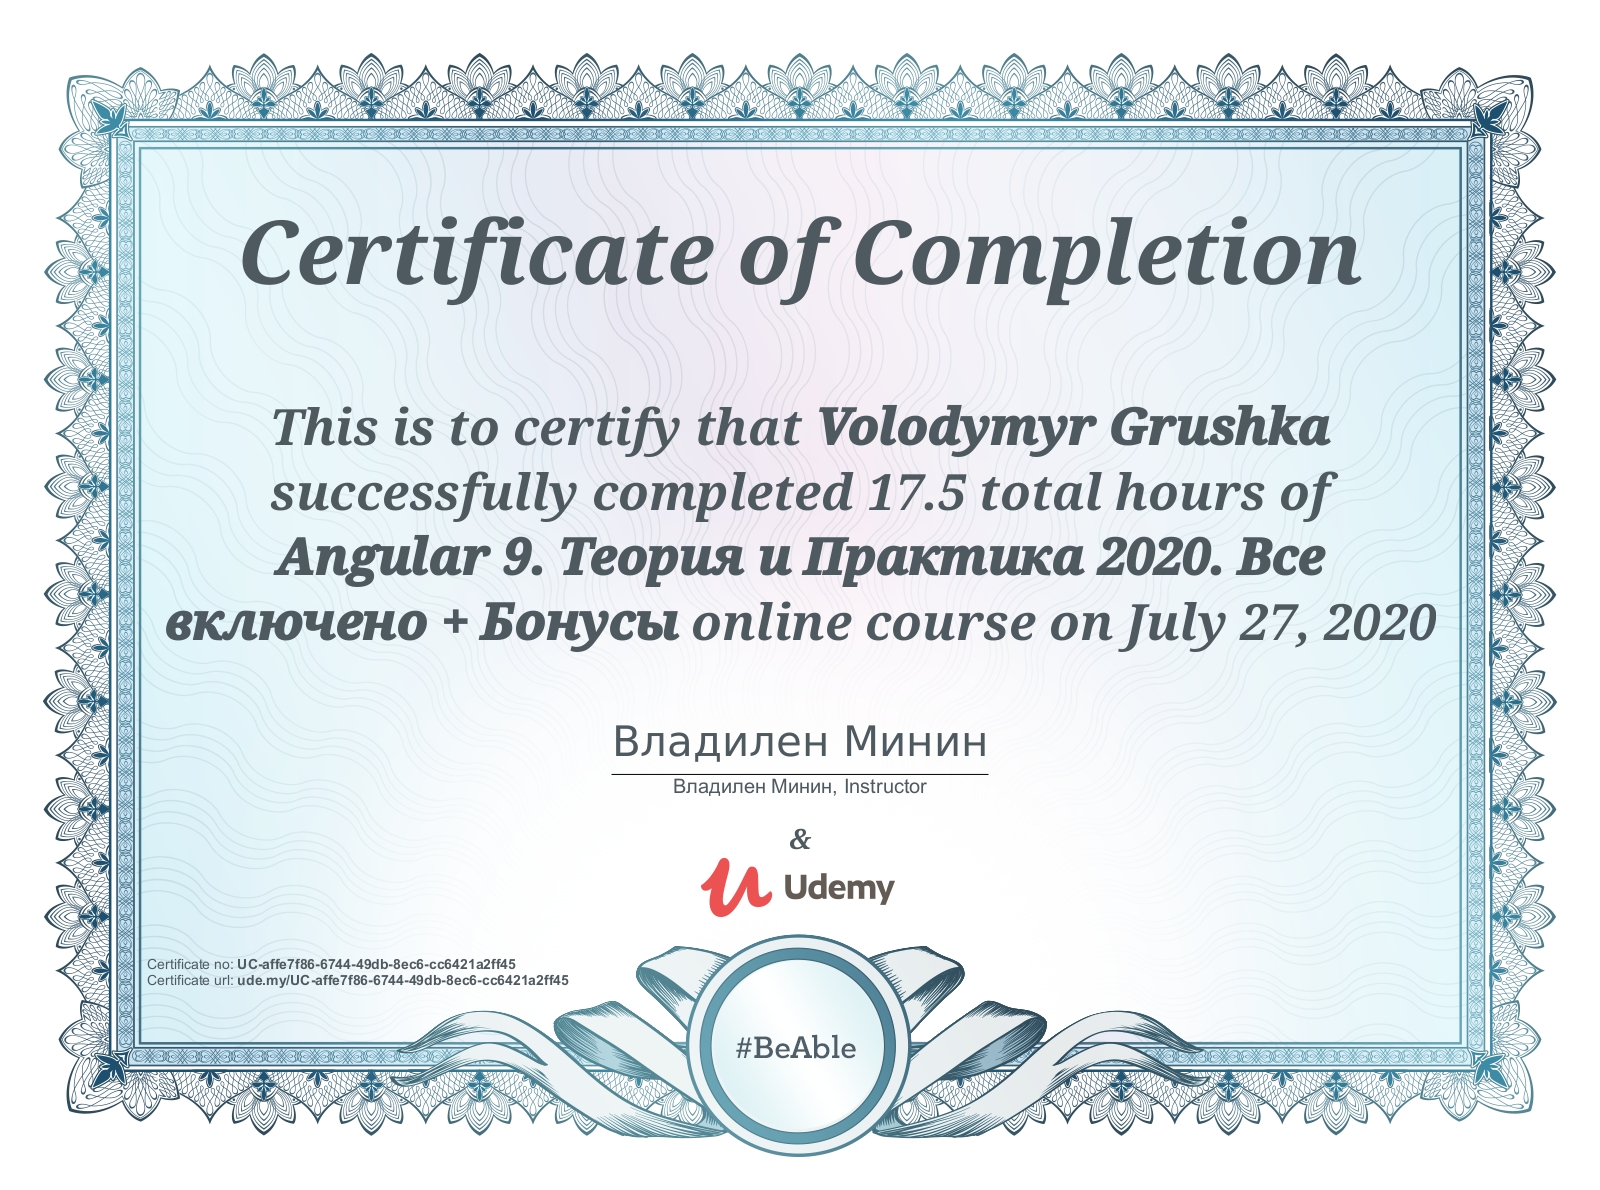 Certificate of Completion
This is to certify that Volodymyr Grushka
successfully completed 17.5 total hours of
Angular 9. Теория и Практика 2020. Все
включено + Бонусы online course on July 27, 2020
Владилен Минин
Владилен Минин, Instructor
&
Udemy
Certificate no: UC-affe7f86-6744-49db-8ec6-cc6421a2ff45
Certificate url: ude.my/UC-affe7f86-6744-49db-8ec6-cc6421a2ff45
#BeAble